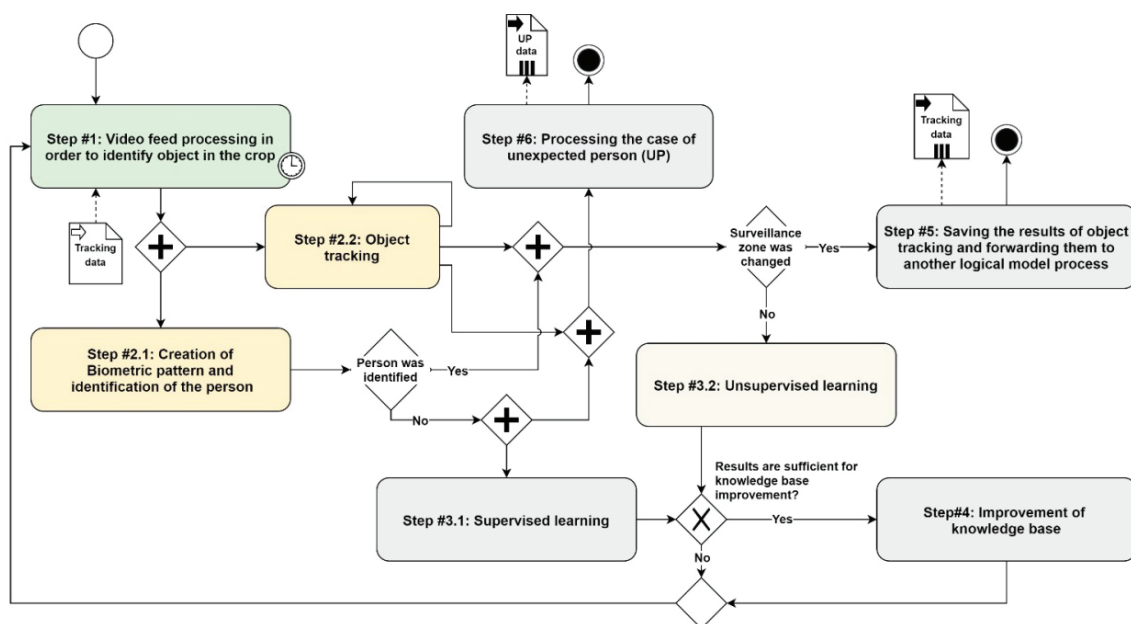 UP
data
Step #1: Video feed processing in
order to identify object in the crop
Step #6: Processing the case of
unexpected person (UP)
Tracking
data
Tracking
data
Step #2.2: Object
tracking
Surveillance
zone was
changed
Yes
Step #5: Saving the results of object
tracking and forwarding them to
another logical model process
No
Step #2.1: Creation of
Biometric pattern and
identification of the person
Person was
identified
Yes
No
Step #3.2: Unsupervised learning
Results are sufficient for
knowledge base
improvement?
Step #3.1: Supervised learning
X
Yes
Step#4: Improvement of
knowledge base
No